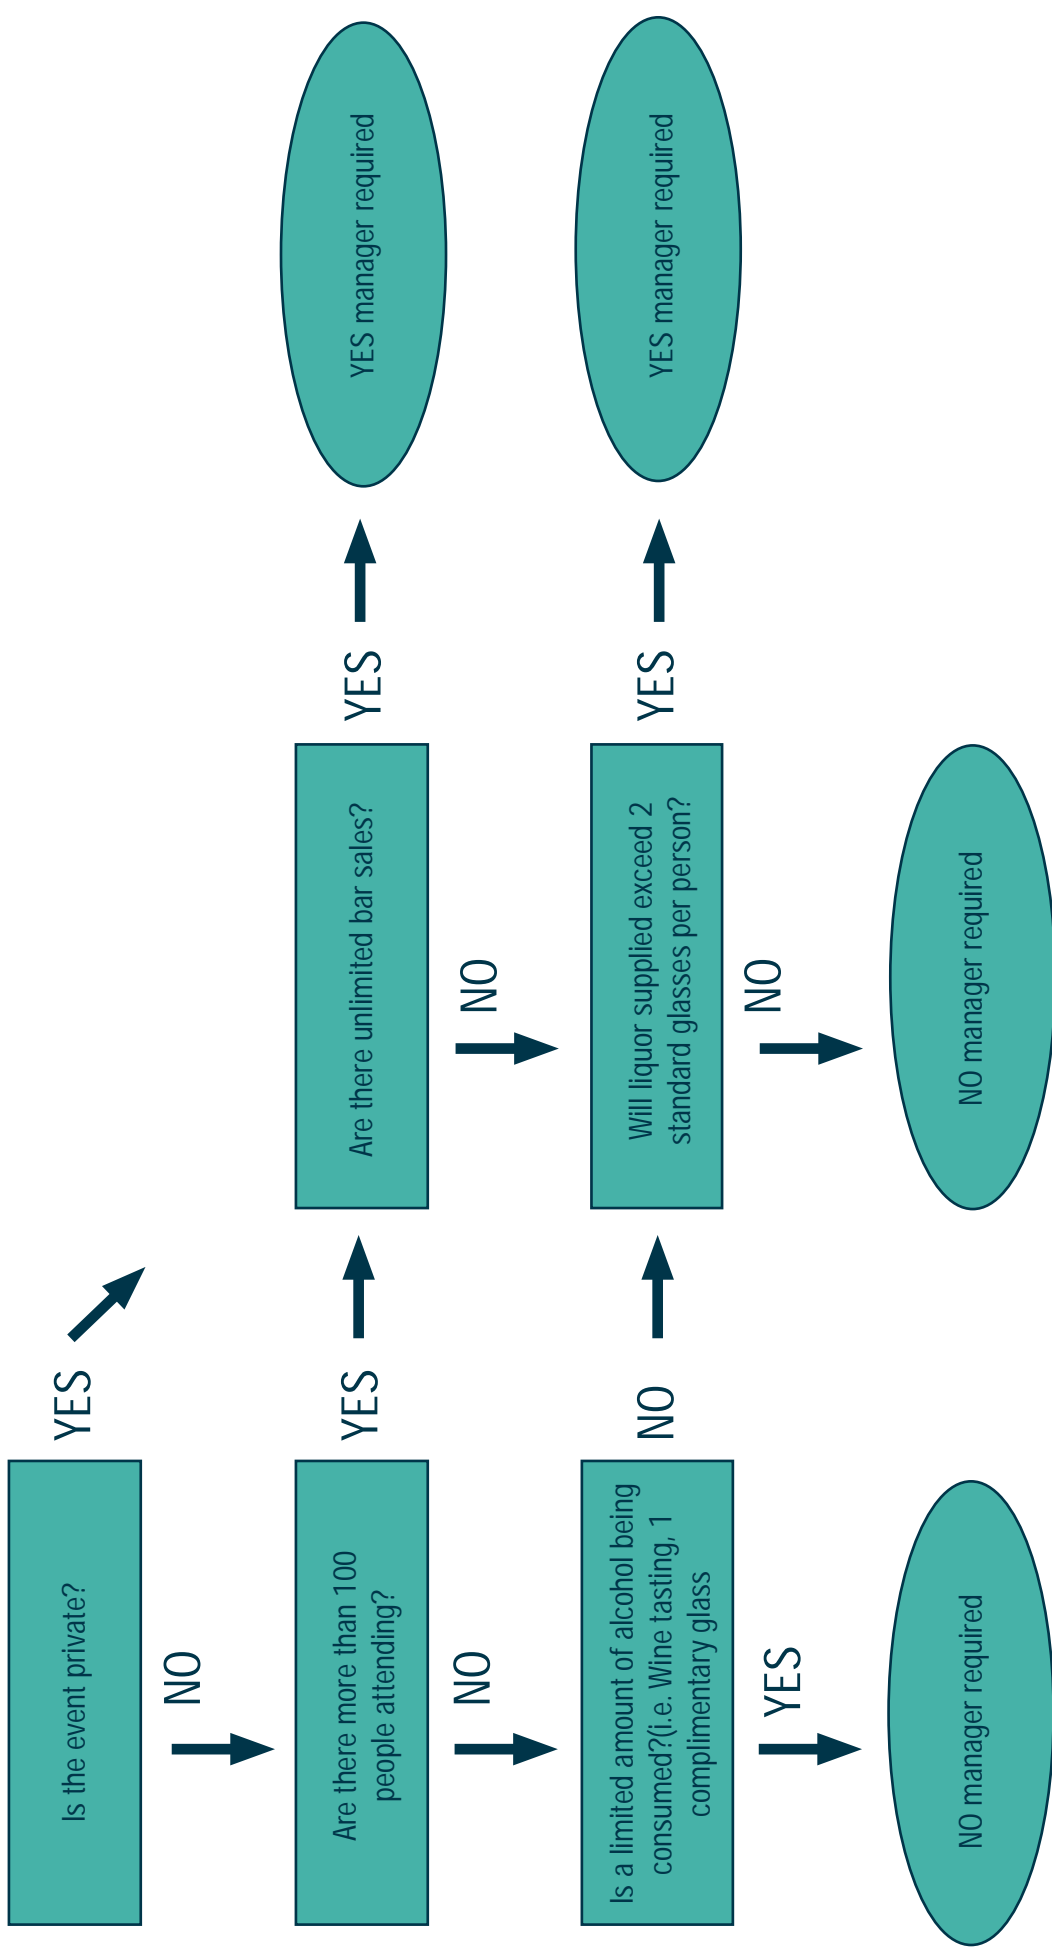 Is the event private?
YES
NO
Are there more than 100
people attending?
YES
Are there unlimited bar sales?
YES
YES manager required
NO
NO
Is a limited amount of alcohol being
consumed?(i.e. Wine tasting, 1
complimentary glass
NO
Will liquor supplied exceed 2
standard glasses per person?
YES
YES manager required
YES
NO
NO manager required
NO manager required